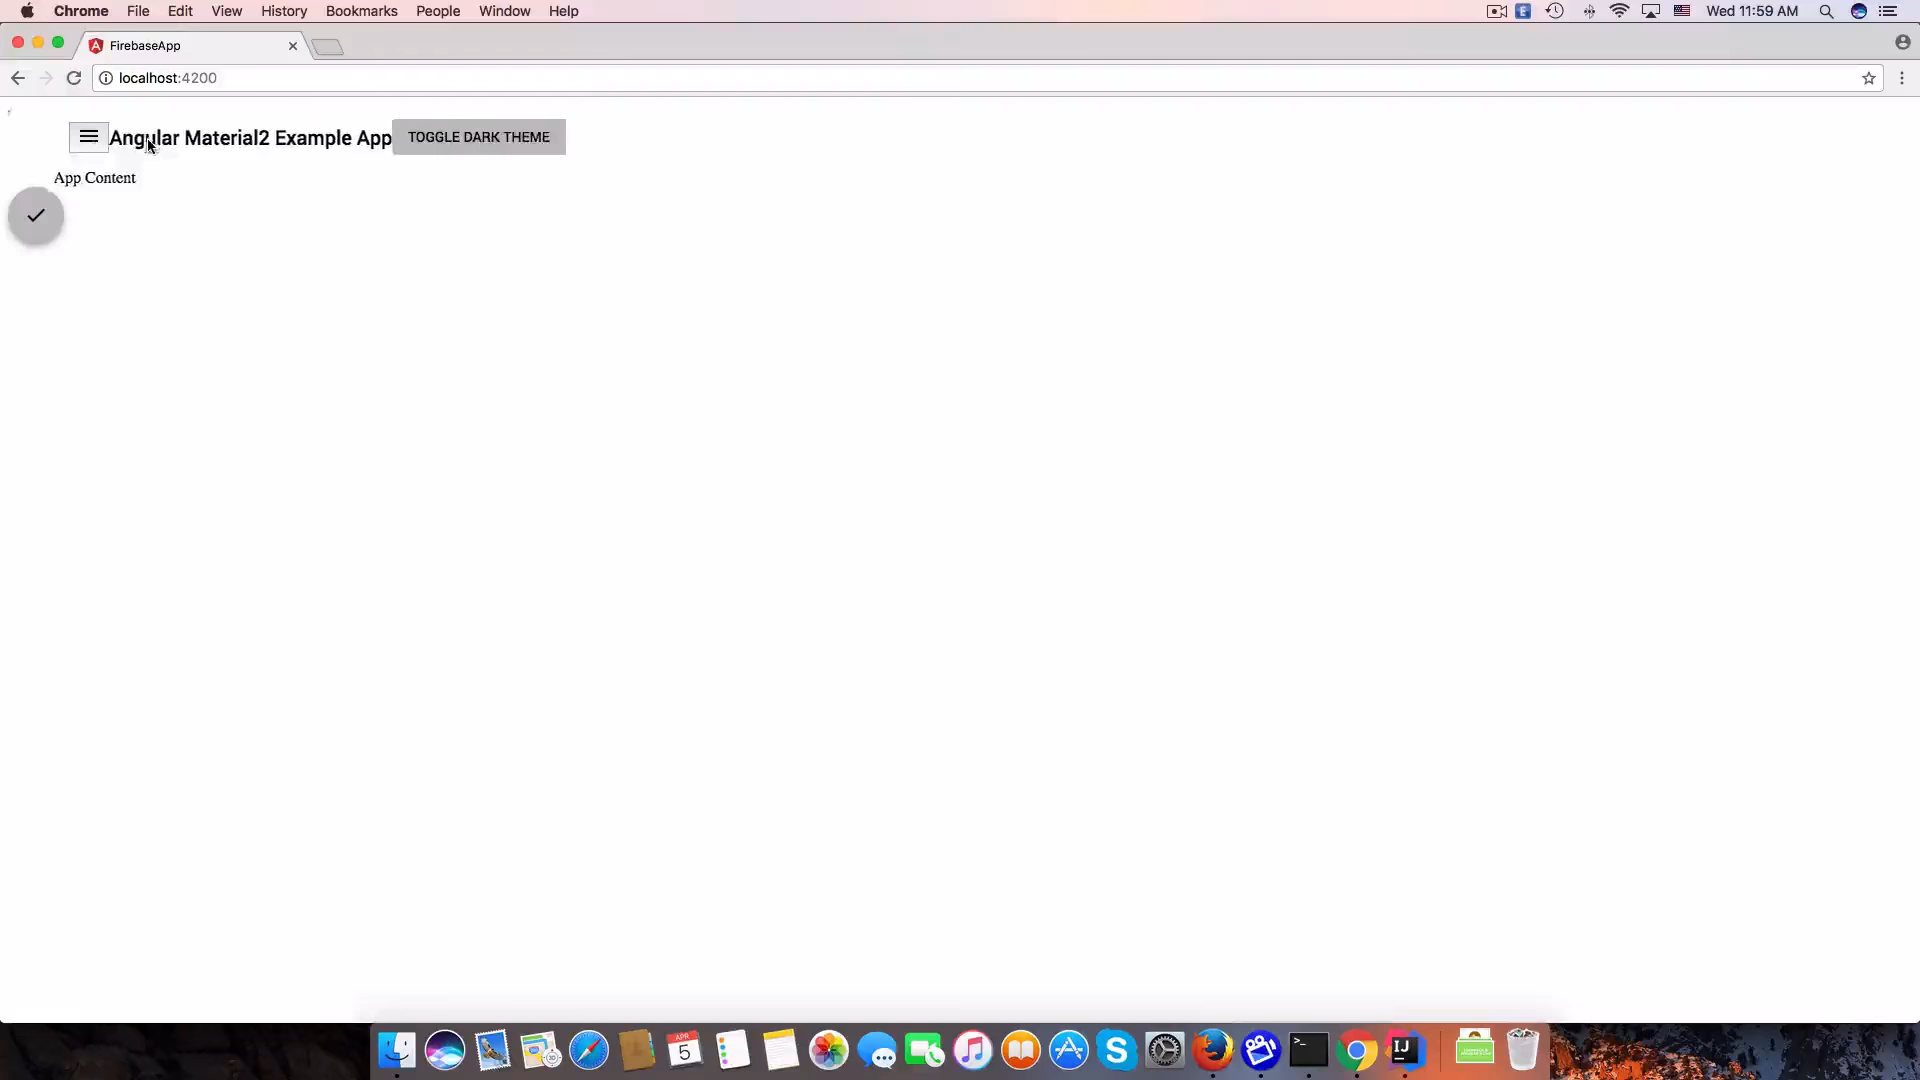 Chrome File Edit View History Bookmarks People Window Help
Wed 11:59 AM
FirebaseApp
localhost:4200
Angular Material2 Example App
TOGGLE DARK THEME
App Content
APR
5